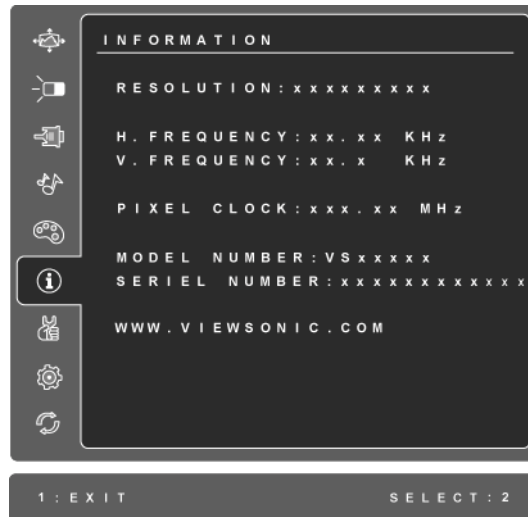 INFORMATION
RESOLUTION:xxxxxxxxx
H. FREQUENCY:xx.xx KHz
V. FREQUENCY:xx.x KHz
PIXEL CLOCK:xxx.xx MHz
MODEL NUMBER:VSxxxxx
SERIEL NUMBER:xxxxxxxxxxxx
WWW.VIEWSONIC.COM
1:EXIT SELECT:2